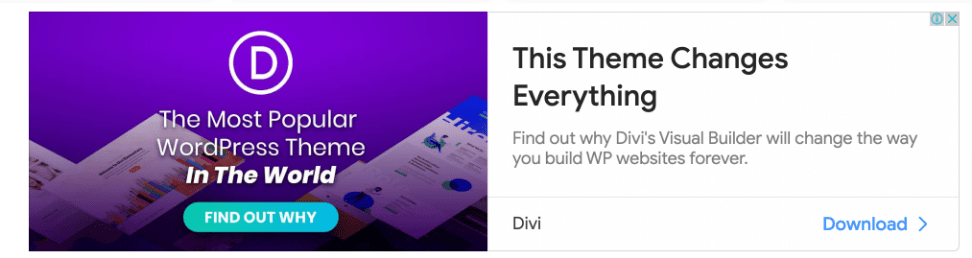 D
The Most Popular
WordPress Theme
In The World
FIND OUT WHY
This Theme Changes
Everything
Find out why Divi's Visual Builder will change the way
you build WP websites forever.
Divi
Download